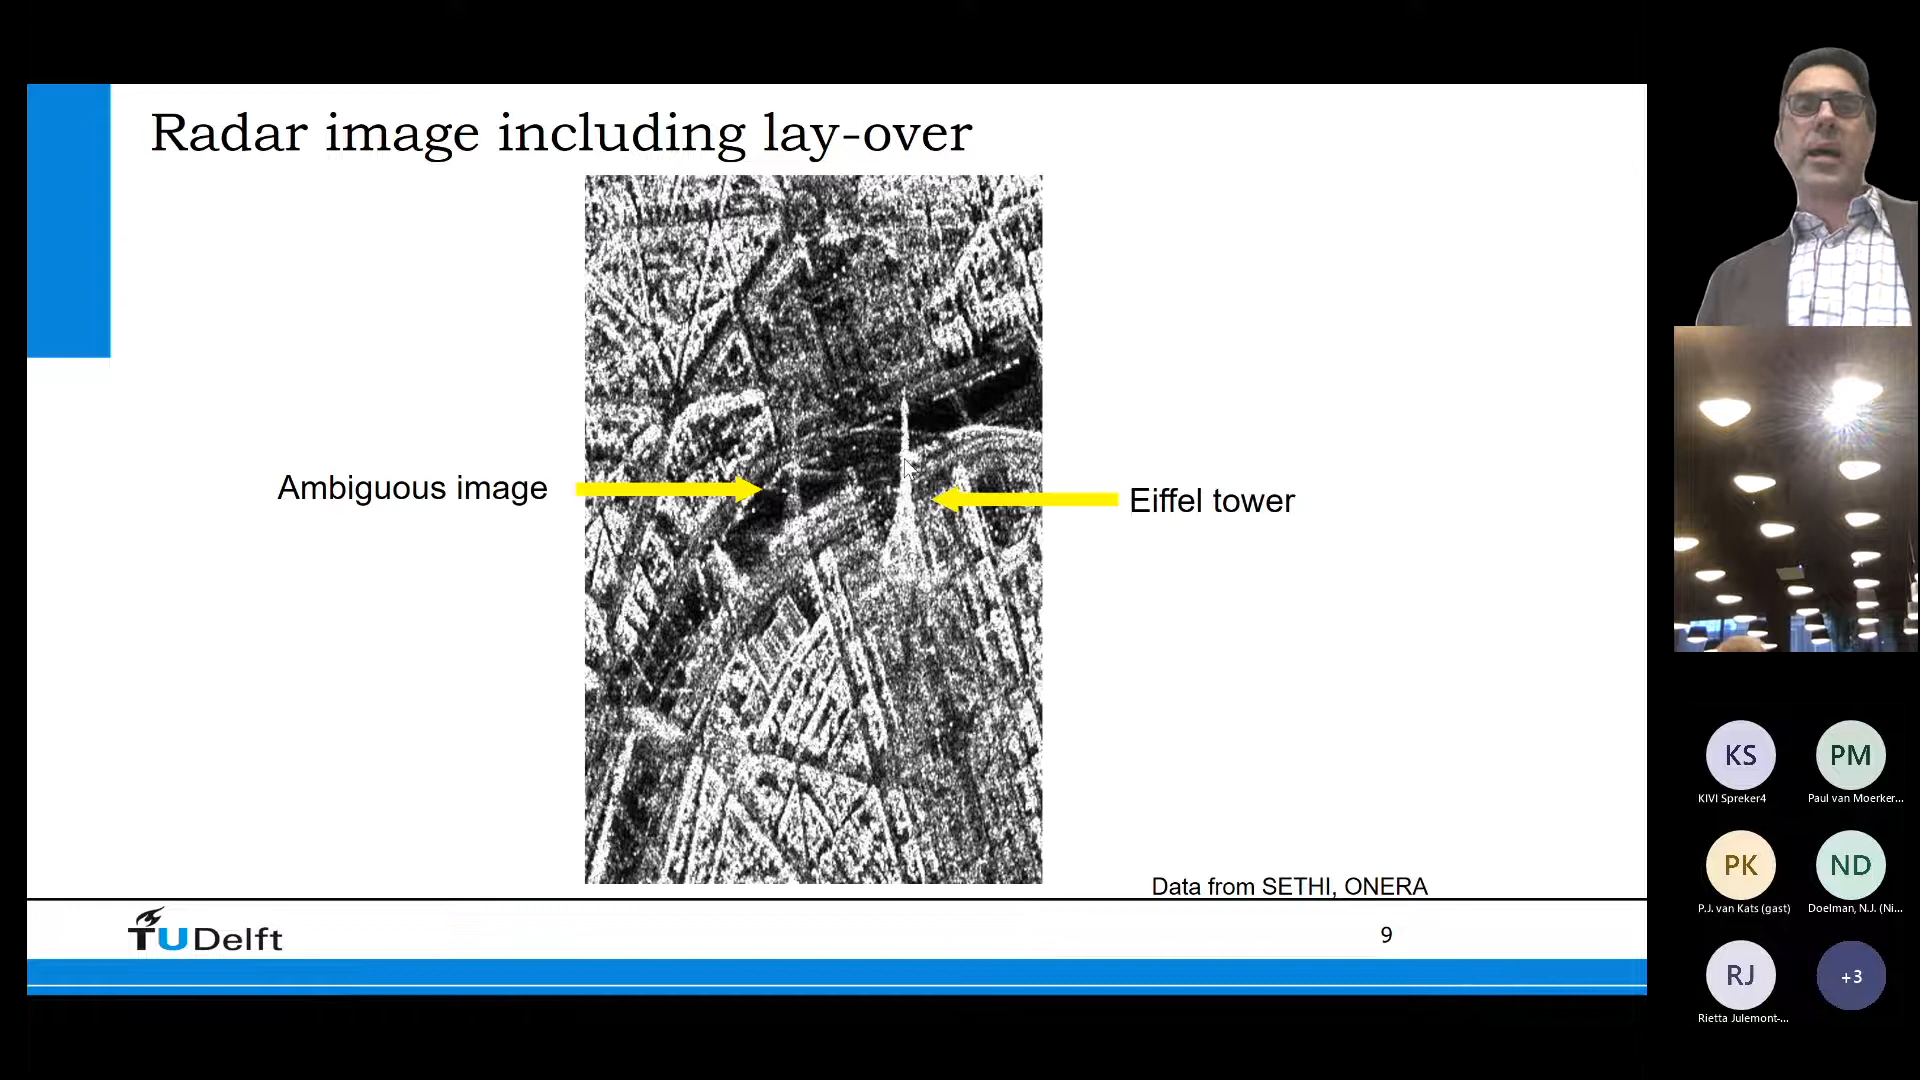 Radar image including lay-over
Ambiguous image
Eiffel tower
Data from SETHI, ONERA
TUDelft
9
KS
KIVI Spreker4
PM
Paul van Moerker...
PK
P.J. van Kats (gast)
ND
Doelman, N.J. (Ni...
RJ
Rietta Julemont-...
+3